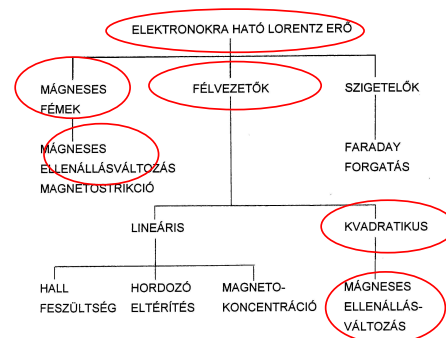 ELEKTRONOKRA HATÓ LORENTZ ERŐ
MÁGNESES
FÉMEK
FÉLVEZETŐK
SZIGETELŐK
MÁGNESES
ELLENÁLLÁSVÁLTOZÁS
MAGNETOSTRIKCIÓ
FARADAY
FORGATÁS
LINEÁRIS
KVADRATIKUS
HALL
FESZÜLTSÉG
HORDOZÓ
ELTÉRÍTÉS
MAGNETO-
KONCENTRÁCIÓ
MÁGNESES
ELLENÁLLÁS-
VÁLTOZÁS